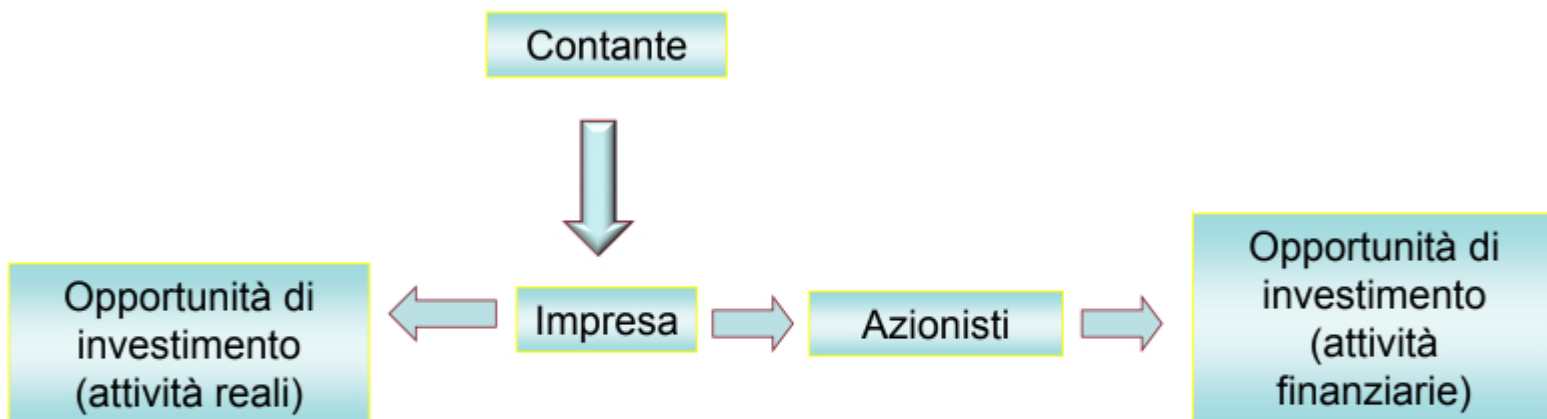 Contante
Opportunità di
investimento
(attività reali)
Impresa
Azionisti
Opportunità di
investimento
(attività
finanziarie)